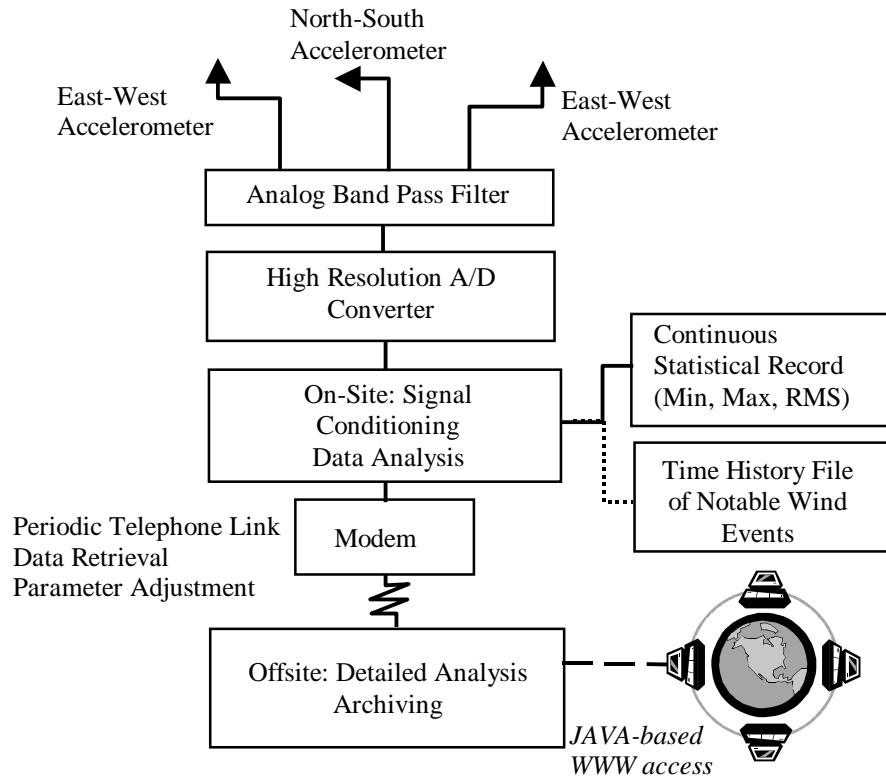 North-South
Accelerometer
East-West
Accelerometer
East-West
Accelerometer
Analog Band Pass Filter
High Resolution A/D
Converter
On-Site: Signal
Conditioning
Data Analysis
Continuous
Statistical Record
(Min, Max, RMS)
Time History File
of Notable Wind
Events
Periodic Telephone Link
Data Retrieval
Parameter Adjustment
Modem
Offsite: Detailed Analysis
Archiving
JAVA-based
WWW access